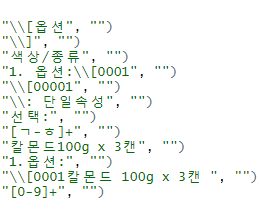 "\\[옵션", "")
"\\]", "")
"색상/종류", "")
"1. 옵션:\\[0001", "")
"\\[00001", "")
"\\: 단일속성", "")
"선택:", "")
"[ㄱ-ㅎ]+", "")
"칼몬드100g x 3캔", "")
"1.옵션:", "")
"\\[0001칼몬드 100g x 3캔 ", "")
"[0-9]+", "")